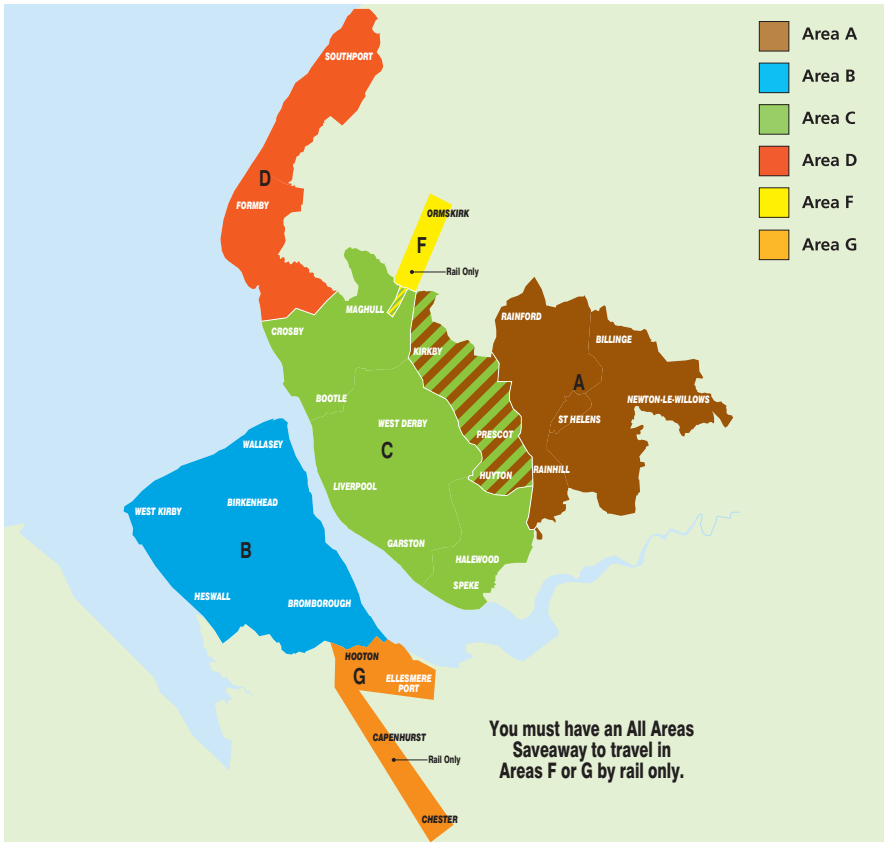 Area A
Area B
Area C
Area D
Area F
Area G
SOUTHPORT
D
FORMBY
ORMSKIRK
F
Rail Only
MAGHULL
CROSBY
KIRKBY
RAINFORD
BILLINGE
A
BOOTLE
NEWTON-LE-WILLOWS
WEST DERBY
ST HELENS
PRESCOT
WALLASEY
C
RAINHILL
HUYTON
LIVERPOOL
WEST KIRBY
BIRKENHEAD
GARSTON
B
HALEWOOD
SPEKE
HESWALL
BROMBOROUGH
HOOTON
G
ELLESMERE
PORT
CAPENHURST
Rail Only
CHESTER
You must have an All Areas
Saveaway to travel in
Areas F or G by rail only.